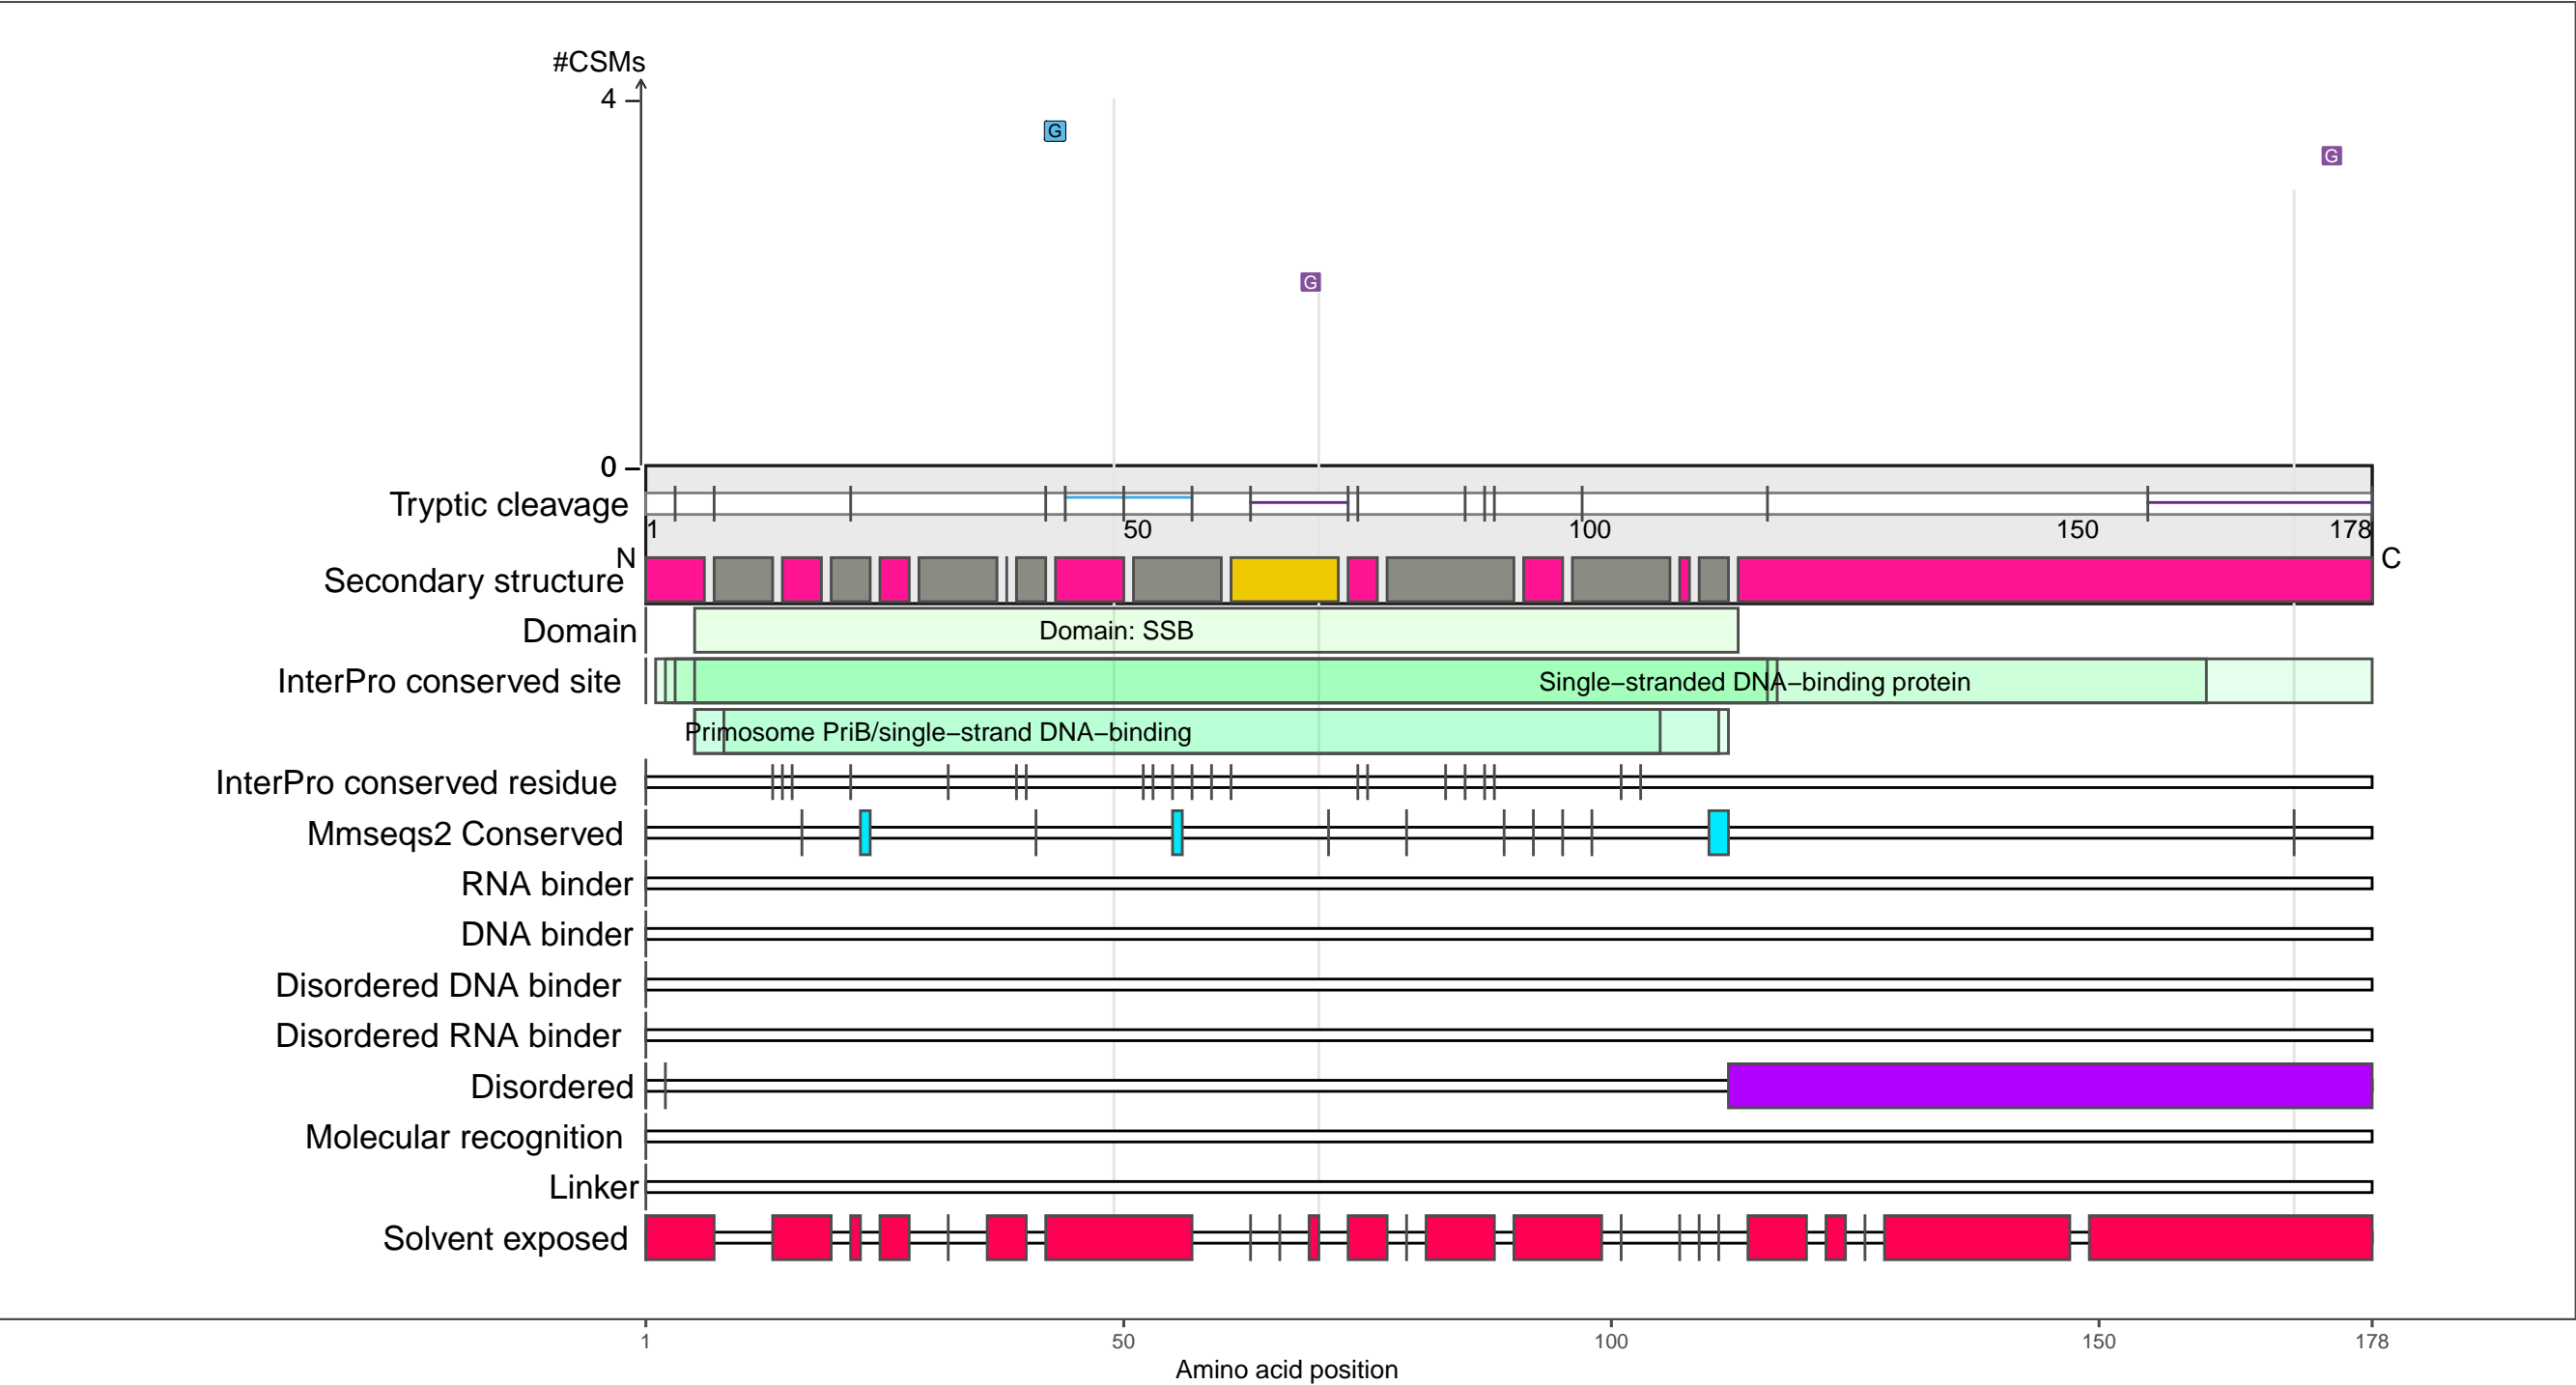 #CSMs
4
G
G
G
0
Tryptic cleavage
1 50 100 150 178
N C
Secondary structure
Domain Domain: SSB
InterPro conserved site Single−stranded DNA−binding protein
Primosome PriB/single−strand DNA−binding
InterPro conserved residue
Mmseqs2 Conserved
RNA binder
DNA binder
Disordered DNA binder
Disordered RNA binder
Disordered
Molecular recognition
Linker
Solvent exposed
1 50 100 150 178
Amino acid position